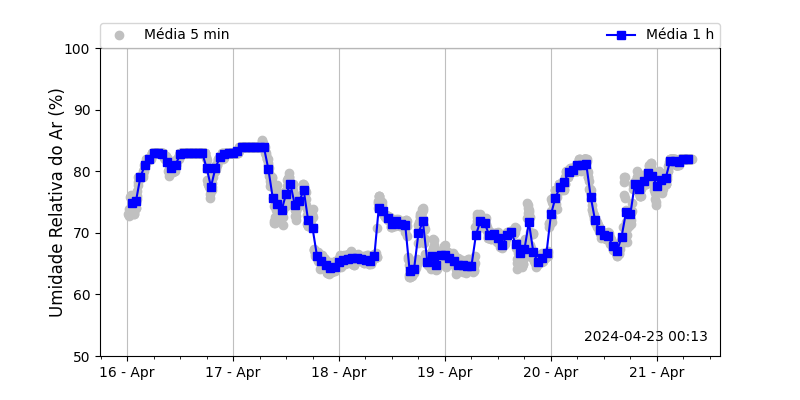 Média 5 min
Média 1 h
Umidade Relativa do Ar (%)
100
90
80
70
60
50
2024-04-23 00:13
16 - Apr
17 - Apr
18 - Apr
19 - Apr
20 - Apr
21 - Apr